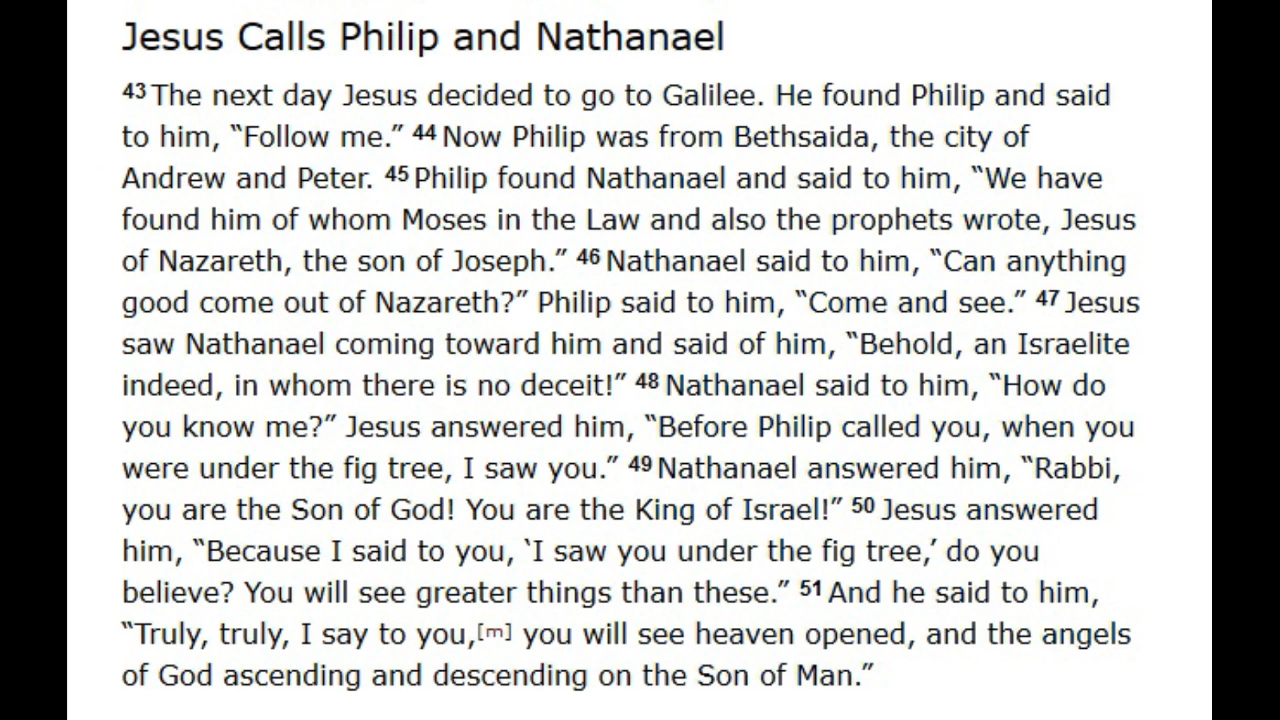 Jesus Calls Philip and Nathanael
43 The next day Jesus decided to go to Galilee. He found Philip and said
to him, “Follow me.” 44 Now Philip was from Bethsaida, the city of
Andrew and Peter. 45 Philip found Nathanael and said to him, “We have
found him of whom Moses in the Law and also the prophets wrote, Jesus
of Nazareth, the son of Joseph.” 46 Nathanael said to him, “Can anything
good come out of Nazareth?” Philip said to him, “Come and see.” 47 Jesus
saw Nathanael coming toward him and said of him, “Behold, an Israelite
indeed, in whom there is no deceit!” 48 Nathanael said to him, “How do
you know me?” Jesus answered him, “Before Philip called you, when you
were under the fig tree, I saw you.” 49 Nathanael answered him, “Rabbi,
you are the Son of God! You are the King of Israel!” 50 Jesus answered
him, “Because I said to you, ‘I saw you under the fig tree,’ do you
believe? You will see greater things than these.” 51 And he said to him,
“Truly, truly, I say to you,[m] you will see heaven opened, and the angels
of God ascending and descending on the Son of Man.”